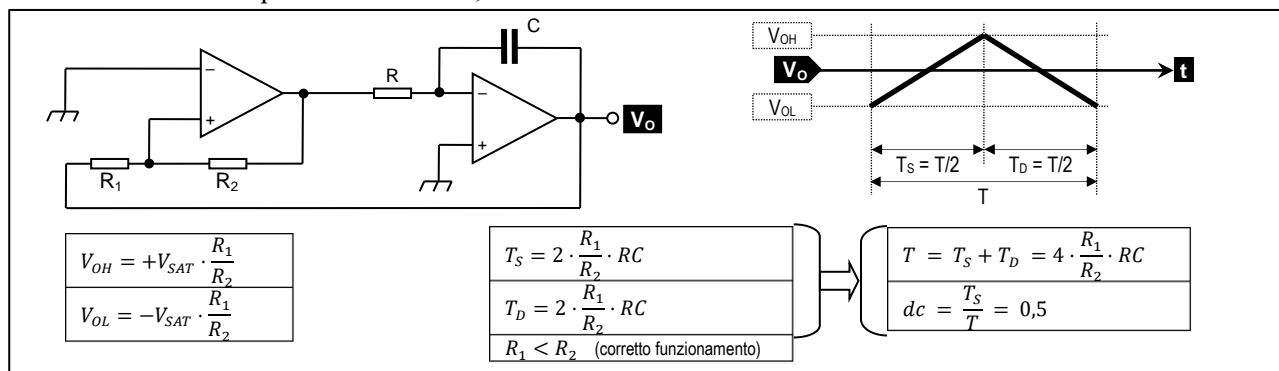 C
R
−
+
−
+
V_O
R_1
R_2
V_OH
V_O
t
V_OL
T_S = T/2
T_D = T/2
T
V_OH = +V_SAT · R_1/R_2
V_OL = −V_SAT · R_1/R_2
T_S = 2 · R_1/R_2 · RC
T_D = 2 · R_1/R_2 · RC
R_1 < R_2 (corretto funzionamento)
T = T_S + T_D = 4 · R_1/R_2 · RC
dc = T_S/T = 0,5